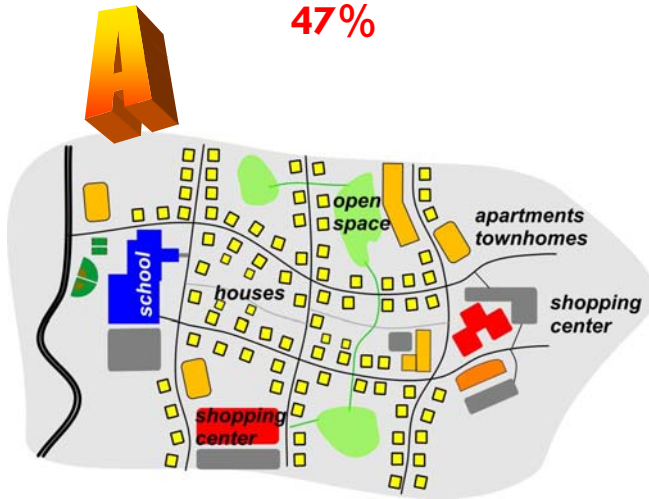 47%
A
open
space
apartments
townhomes
school
houses
shopping
center
shopping
center